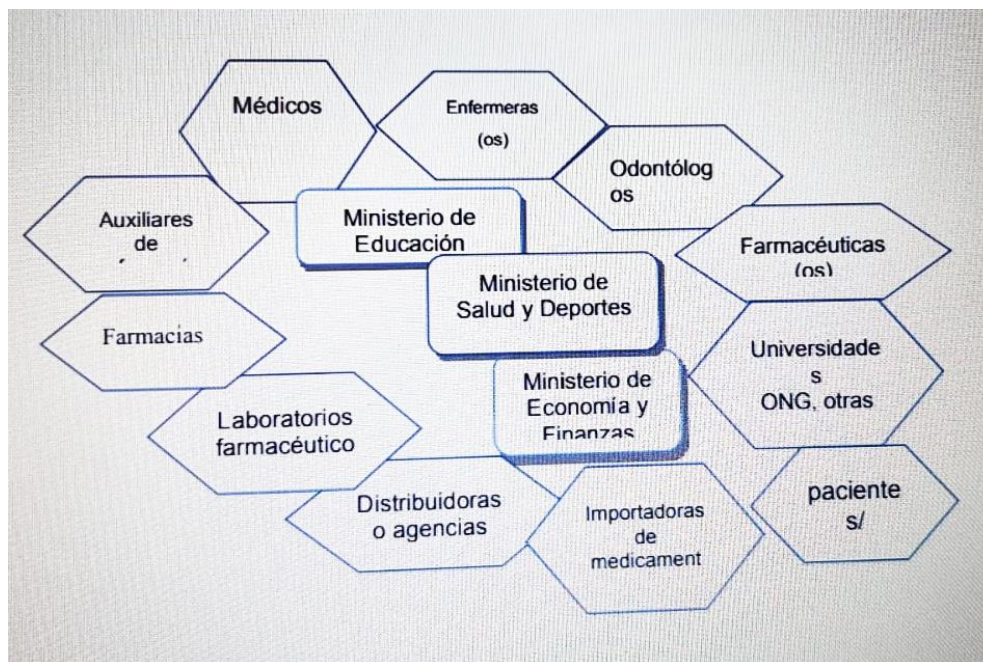 Médicos
Enfermeras
(os)
Odontólog
os
Auxiliares
de
Ministerio de
Educación
Farmacéuticas
(os)
Ministerio de
Salud y Deportes
Farmacias
Universidade
s
ONG, otras
Ministerio de
Economía y
Finanzas
Laboratorios
farmacéutico
Distribuidoras
o agencias
Importadoras
de
medicament
paciente
s/